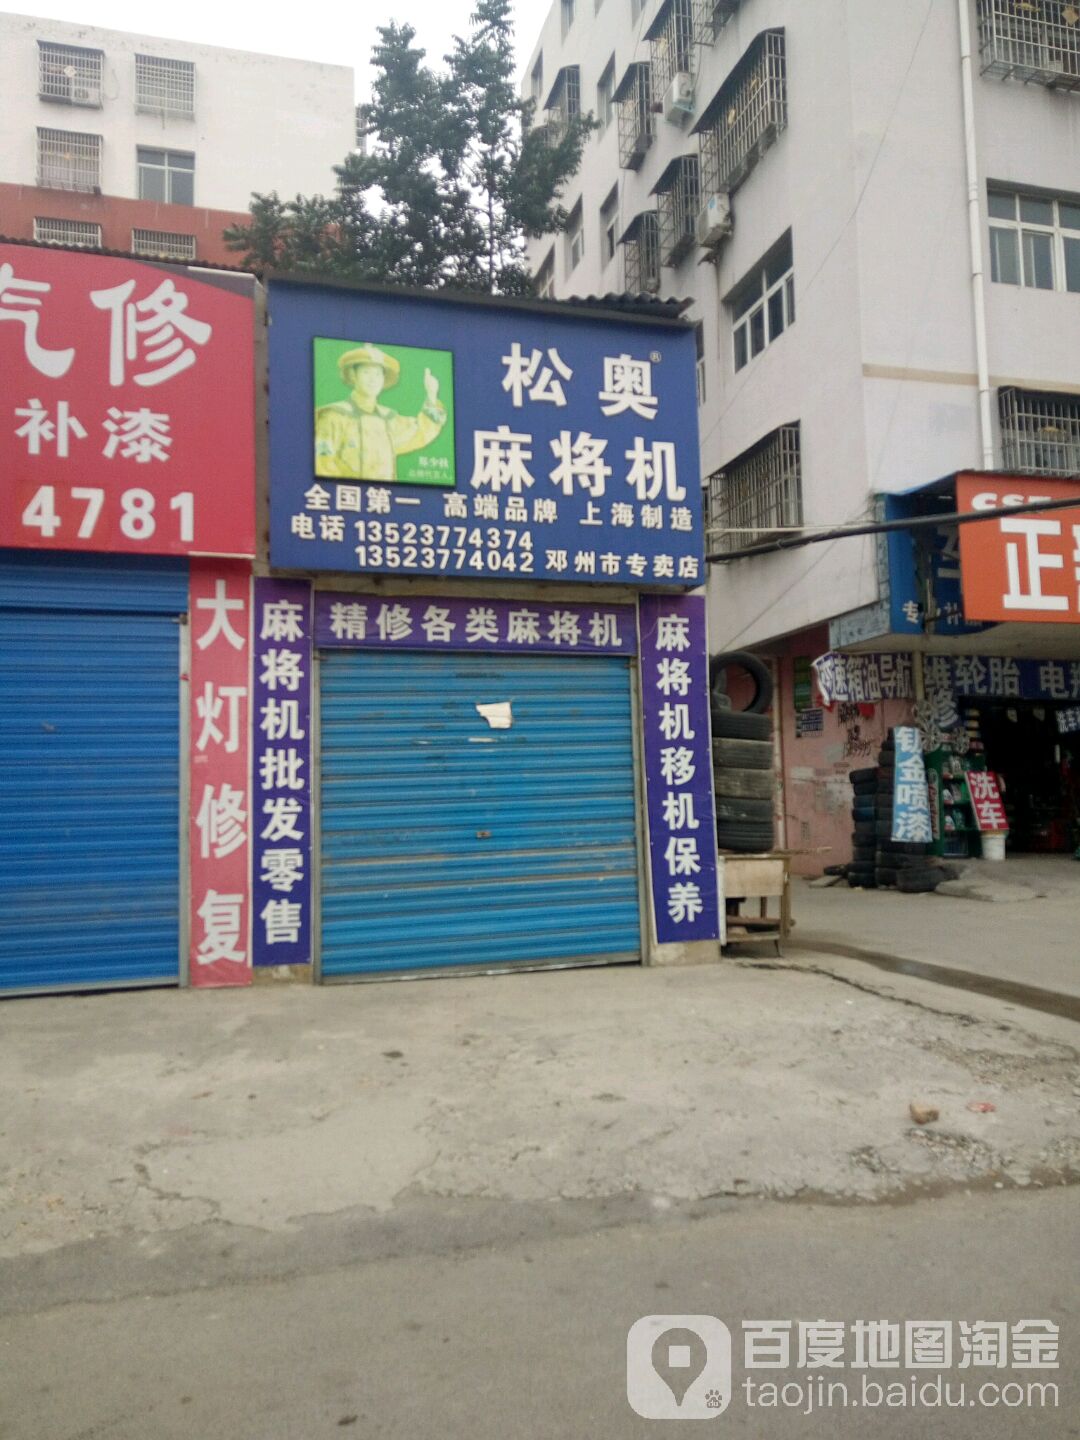 汽修
补漆
4781
大灯修复
松奥®
麻将机
全国第一 高端品牌 上海制造
电话 13523774374
13523774042 邓州市专卖店
精修各类麻将机
麻将机批发零售
麻将机移机保养
正
速箱油导航
维轮胎 电
修
钣金喷漆
洗车
百度地图淘金
taojin.baidu.com